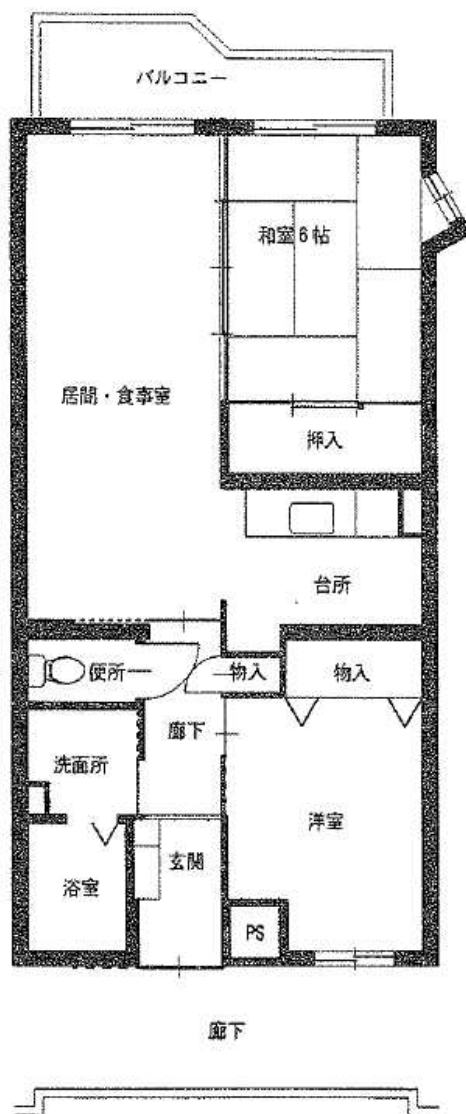 バルコニー
和室6帖
居間・食事室
押入
台所
便所
物入
物入
廊下
洗面所
洋室
玄関
浴室
PS
廊下